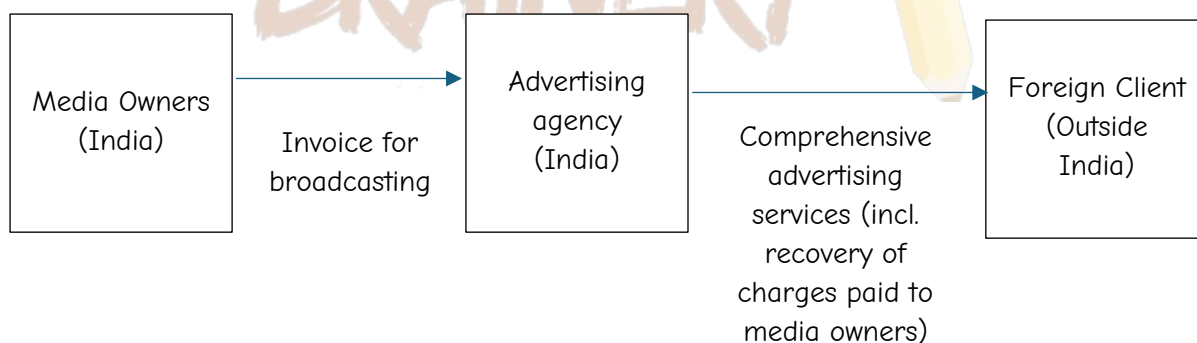 Media Owners
(India)
Invoice for
broadcasting
Advertising
agency
(India)
Comprehensive
advertising
services (incl.
recovery of
charges paid to
media owners)
Foreign Client
(Outside
India)